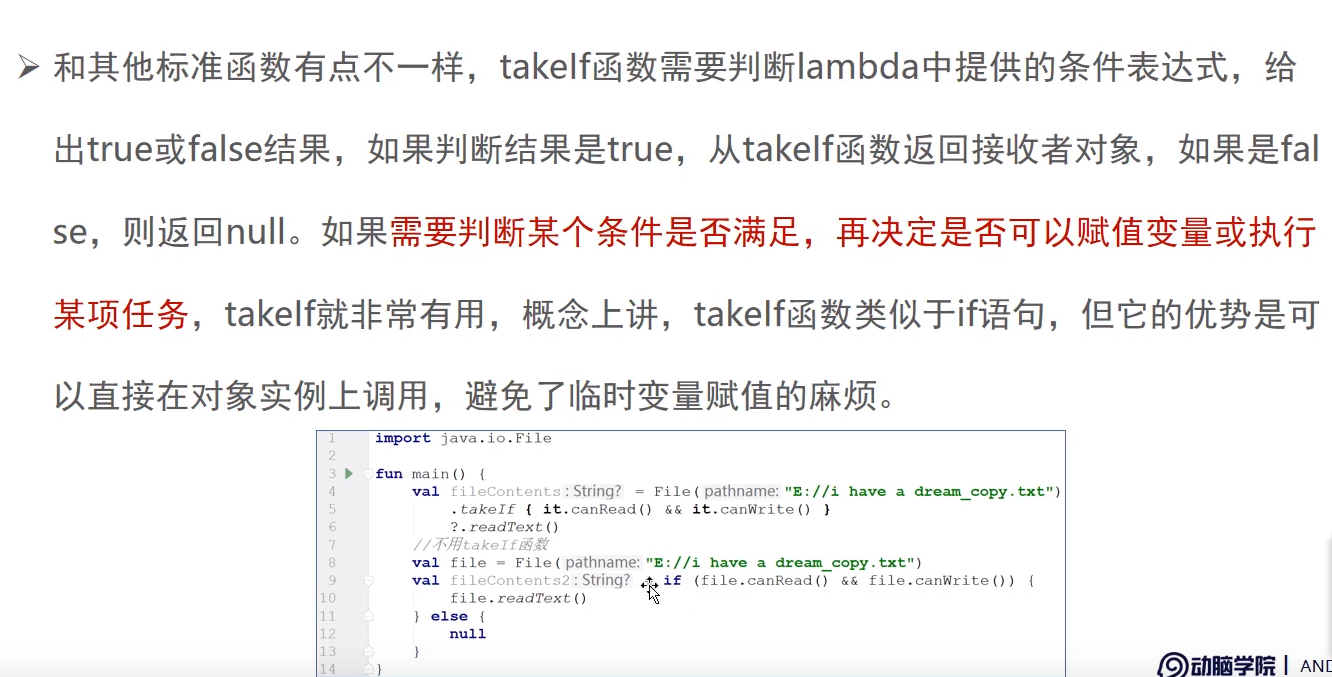 ➢ 和其他标准函数有点不一样，takeIf函数需要判断lambda中提供的条件表达式，给
出true或false结果，如果判断结果是true，从takeIf函数返回接收者对象，如果是fal
se，则返回null。如果需要判断某个条件是否满足，再决定是否可以赋值变量或执行
某项任务，takeIf就非常有用，概念上讲，takeIf函数类似于if语句，但它的优势是可
以直接在对象实例上调用，避免了临时变量赋值的麻烦。
1 import java.io.File
2
3 fun main() {
4 val fileContents: String? = File( pathname: "E://i have a dream_copy.txt")
5 .takeIf { it.canRead() && it.canWrite() }
6 ?.readText()
7 //不用takeIf函数
8 val file = File( pathname: "E://i have a dream_copy.txt")
9 val fileContents2: String? if (file.canRead() && file.canWrite()) {
10 file.readText()
11 } else {
12 null
13 }
14 }
动脑学院 | AND